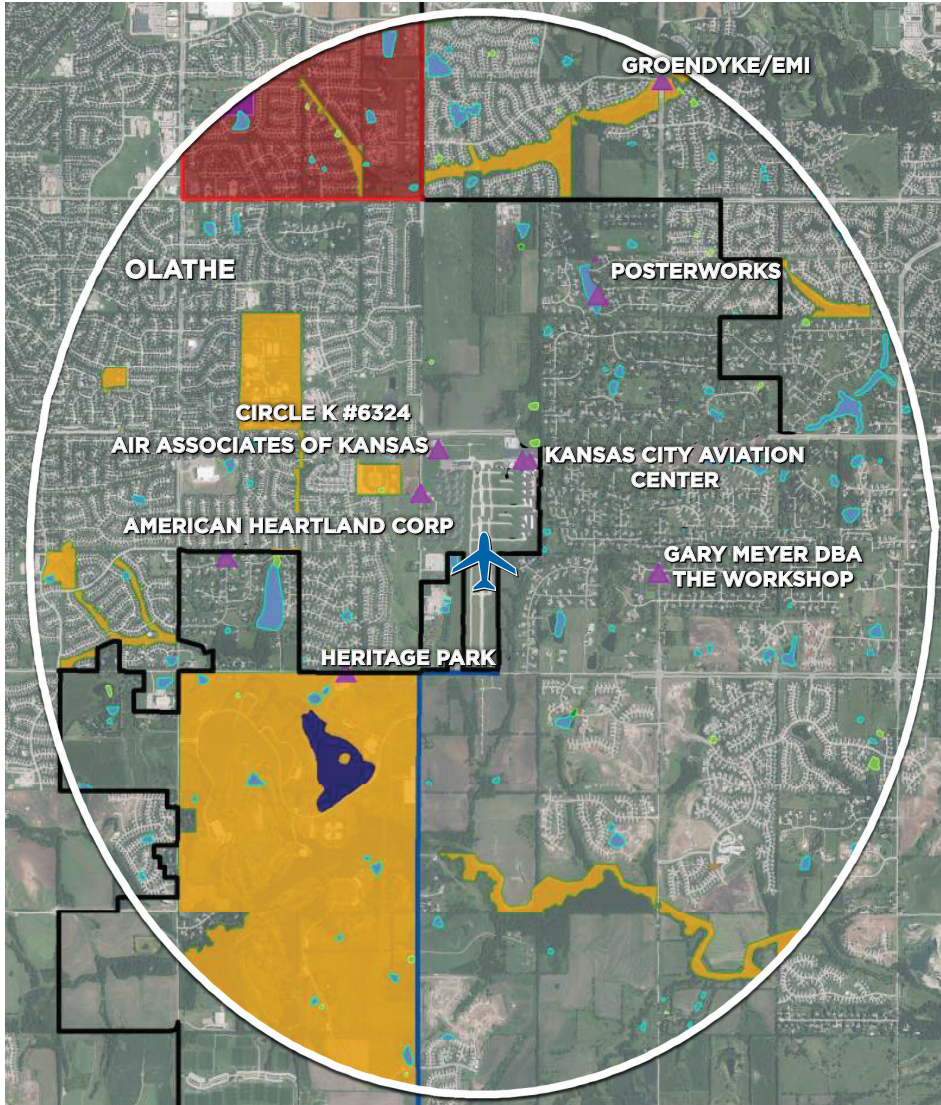 GROENDYKE/EMI
OLATHE
POSTERWORKS
CIRCLE K #6324
AIR ASSOCIATES OF KANSAS
KANSAS CITY AVIATION
CENTER
AMERICAN HEARTLAND CORP
GARY MEYER DBA
THE WORKSHOP
HERITAGE PARK